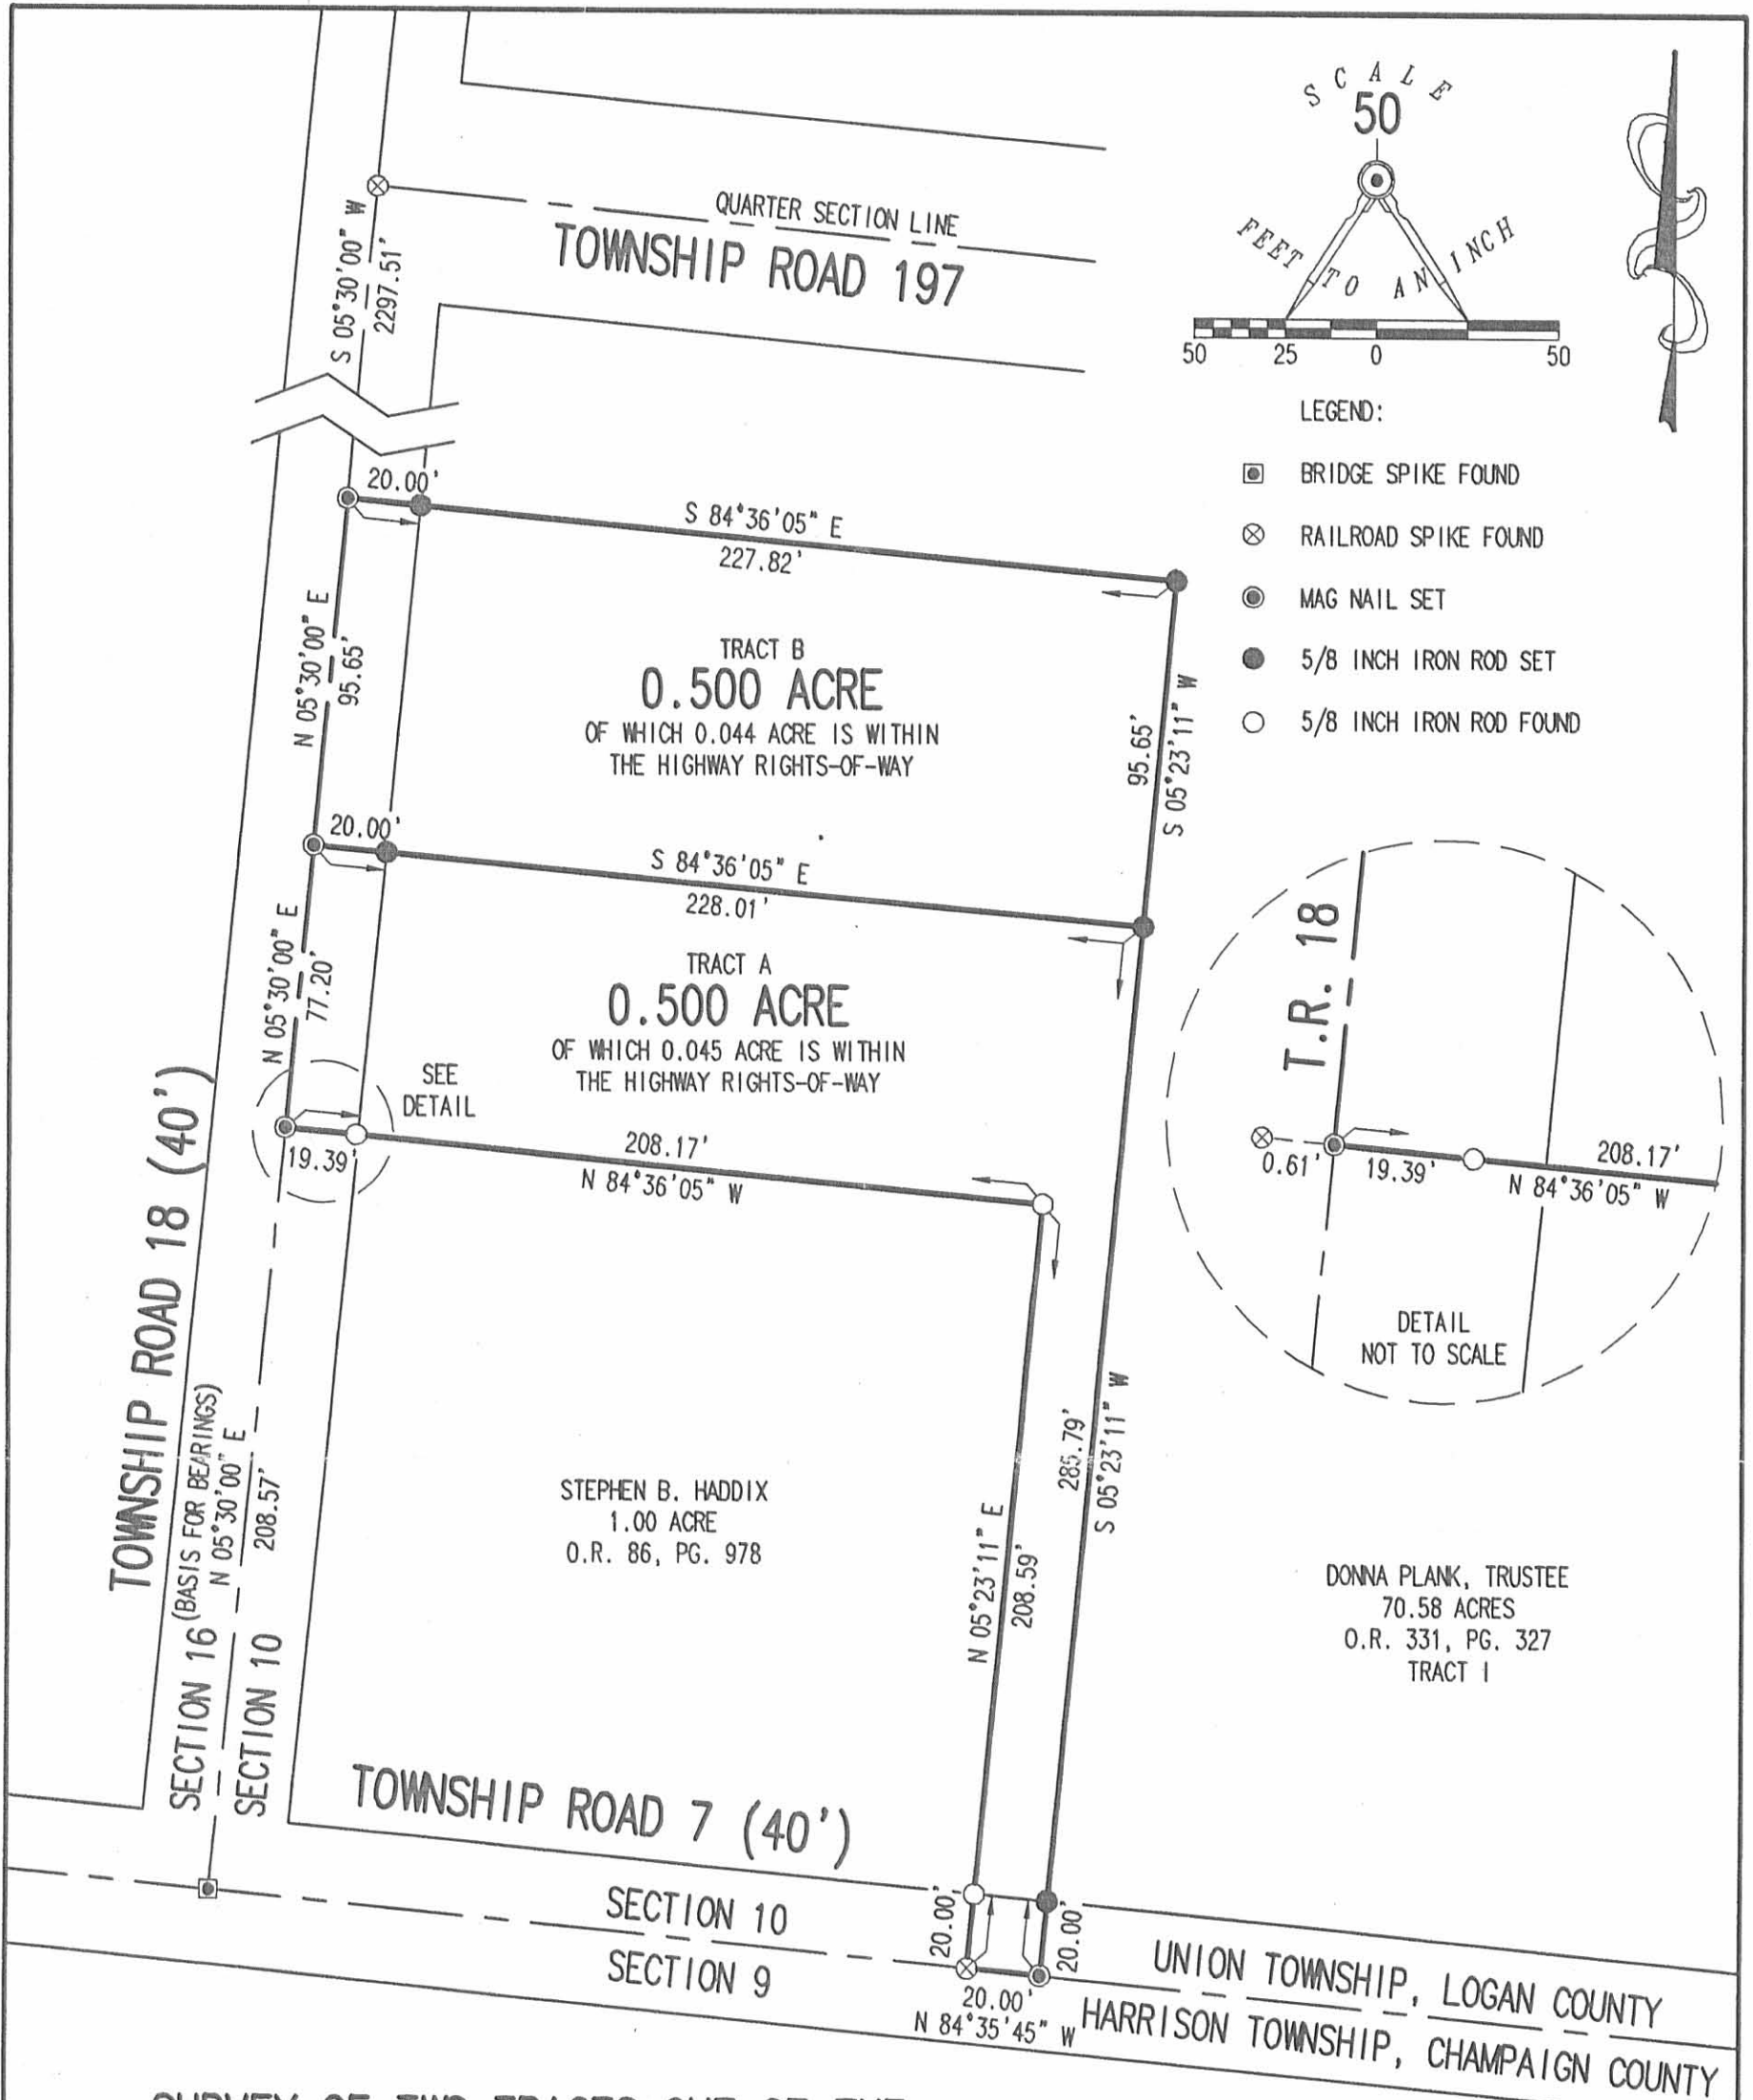 SCALE
50
FEET TO AN INCH
50 25 0 50
QUARTER SECTION LINE
TOWNSHIP ROAD 197
S 05°30'00" W
2297.51'
LEGEND:
BRIDGE SPIKE FOUND
RAILROAD SPIKE FOUND
MAG NAIL SET
5/8 INCH IRON ROD SET
5/8 INCH IRON ROD FOUND
20.00'
S 84°36'05" E
227.82'
N 05°30'00" E
95.65'
TRACT B
0.500 ACRE
OF WHICH 0.044 ACRE IS WITHIN
THE HIGHWAY RIGHTS-OF-WAY
95.65'
S 05°23'11" W
20.00'
S 84°36'05" E
228.01'
N 05°30'00" E
77.20'
TRACT A
0.500 ACRE
OF WHICH 0.045 ACRE IS WITHIN
THE HIGHWAY RIGHTS-OF-WAY
SEE
DETAIL
19.39'
208.17'
N 84°36'05" W
T.R. 18
0.61'
19.39'
208.17'
N 84°36'05" W
DETAIL
NOT TO SCALE
TOWNSHIP ROAD 18 (40')
(BASIS FOR BEARINGS)
N 05°30'00" E
208.57'
SECTION 16
SECTION 10
STEPHEN B. HADDIX
1.00 ACRE
O.R. 86, PG. 978
N 05°23'11" E
208.59'
285.79'
S 05°23'11" W
DONNA PLANK, TRUSTEE
70.58 ACRES
O.R. 331, PG. 327
TRACT I
TOWNSHIP ROAD 7 (40')
SECTION 10
SECTION 9
20.00'
20.00'
20.00'
N 84°35'45" W
UNION TOWNSHIP, LOGAN COUNTY
HARRISON TOWNSHIP, CHAMPAIGN COUNTY
SURVEY OF TWO TRACTS OUT OF THE